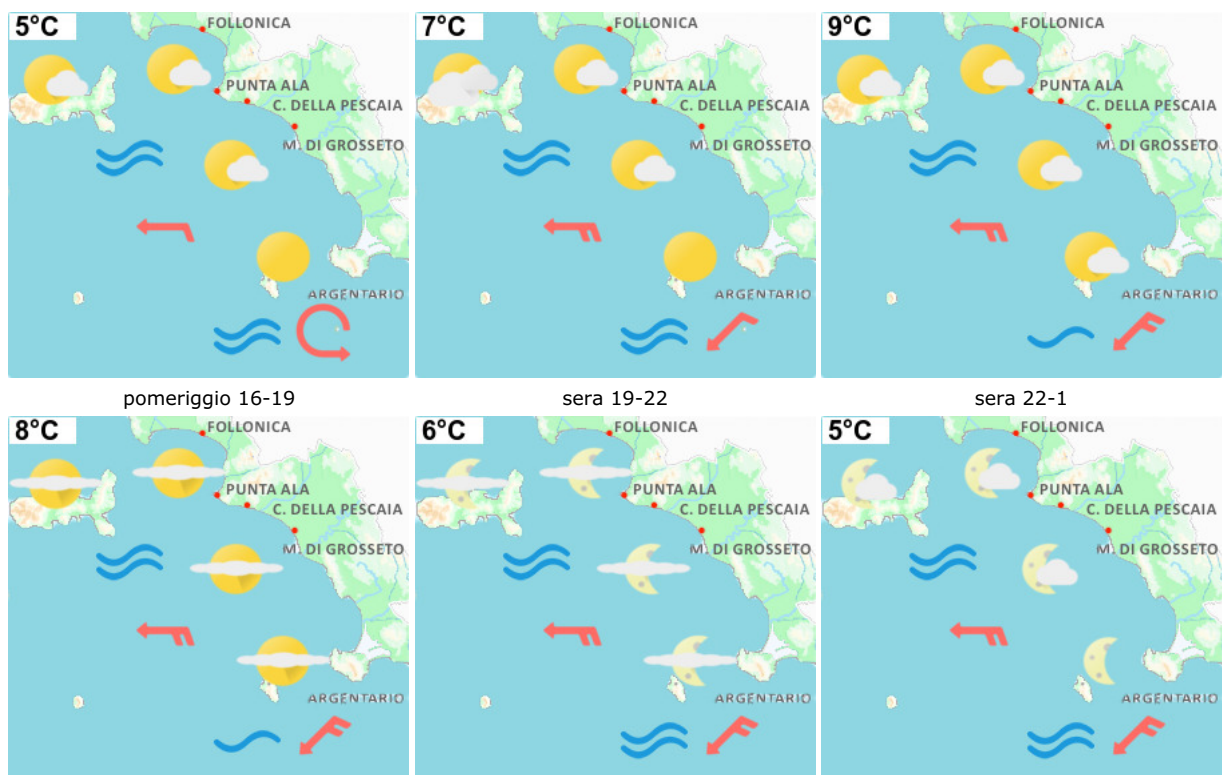 5°C
FOLLONICA
PUNTA ALA
C. DELLA PESCAIA
M. DI GROSSETO
ARGENTARIO
7°C
FOLLONICA
PUNTA ALA
C. DELLA PESCAIA
M. DI GROSSETO
ARGENTARIO
9°C
FOLLONICA
PUNTA ALA
C. DELLA PESCAIA
M. DI GROSSETO
ARGENTARIO
pomeriggio 16-19
sera 19-22
sera 22-1
8°C
FOLLONICA
PUNTA ALA
C. DELLA PESCAIA
M. DI GROSSETO
ARGENTARIO
6°C
FOLLONICA
PUNTA ALA
C. DELLA PESCAIA
M. DI GROSSETO
ARGENTARIO
5°C
FOLLONICA
PUNTA ALA
C. DELLA PESCAIA
M. DI GROSSETO
ARGENTARIO